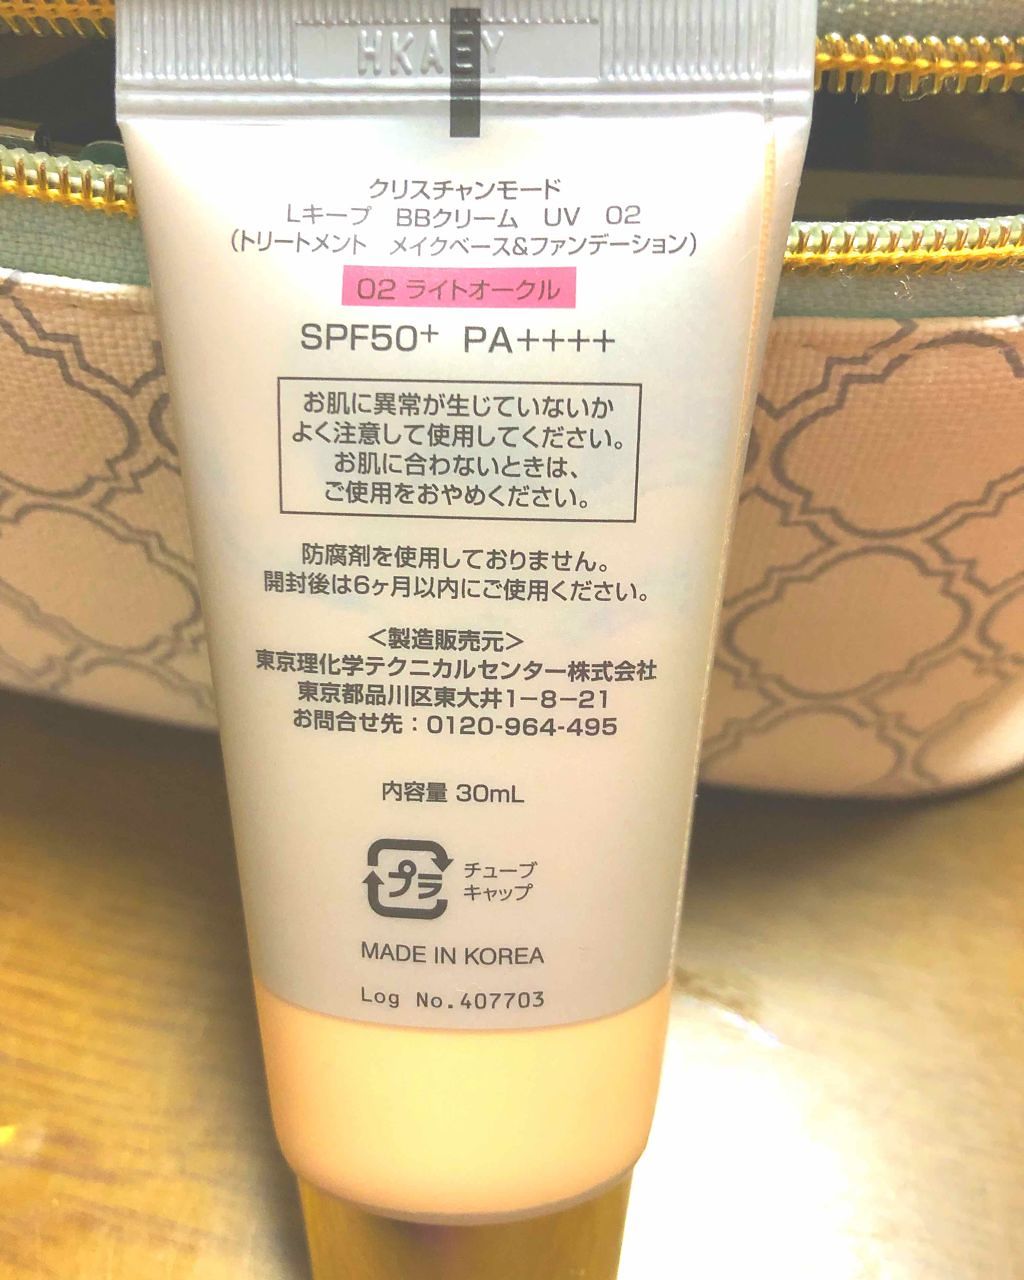 HKAEY
クリスチャンモード
Lキープ BBクリーム UV 02
（トリートメント メイクベース&ファンデーション）
02 ライトオークル
SPF50+ PA++++
お肌に異常が生じていないか
よく注意して使用してください。
お肌に合わないときは、
ご使用をおやめください。
防腐剤を使用しておりません。
開封後は6ヶ月以内にご使用ください。
＜製造販売元＞
東京理化学テクニカルセンター株式会社
東京都品川区東大井1-8-21
お問合せ先：0120-964-495
内容量 30mL
プラ チューブ
キャップ
MADE IN KOREA
Log No.407703